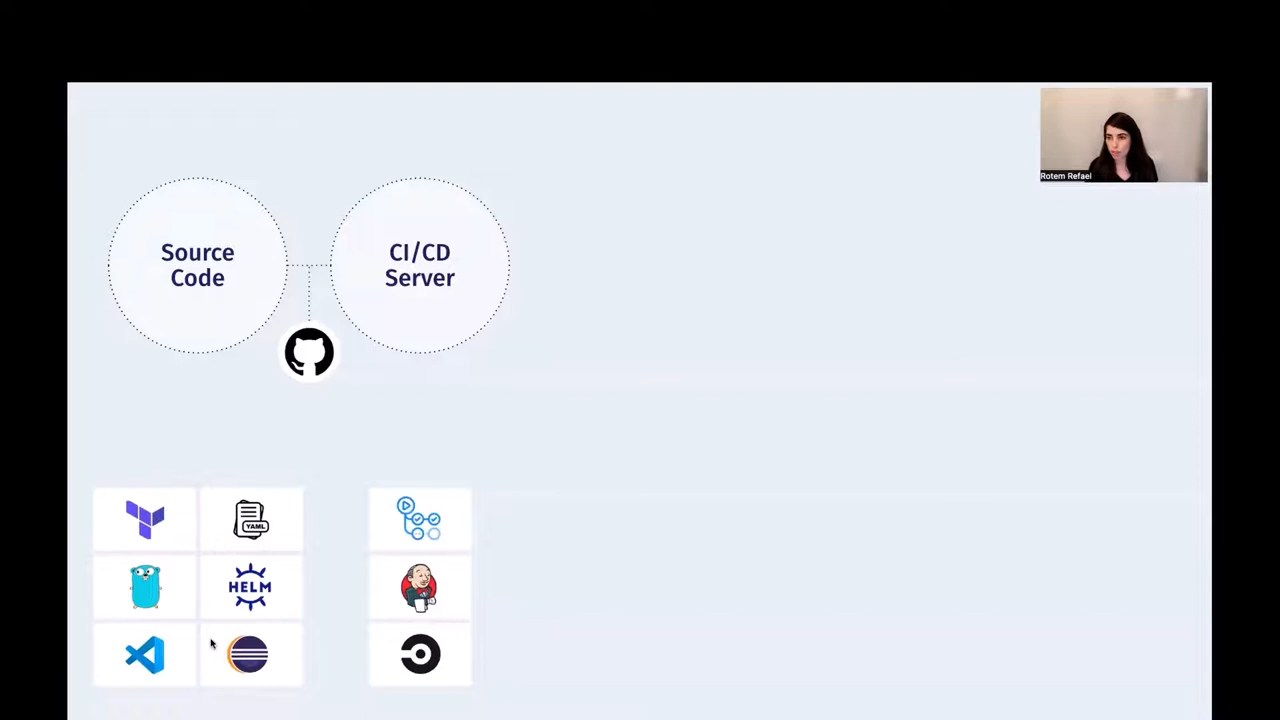 Rotem Refael
Source
Code
CI/CD
Server
YAML
HELM